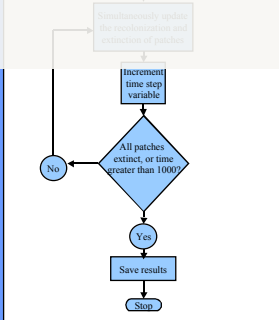 Simultaneously update
the recolonisation and
extinction of patches
Increment
time step
variable
All patches
extinct, or time
greater than 1000?
No
Yes
Save results
Stop